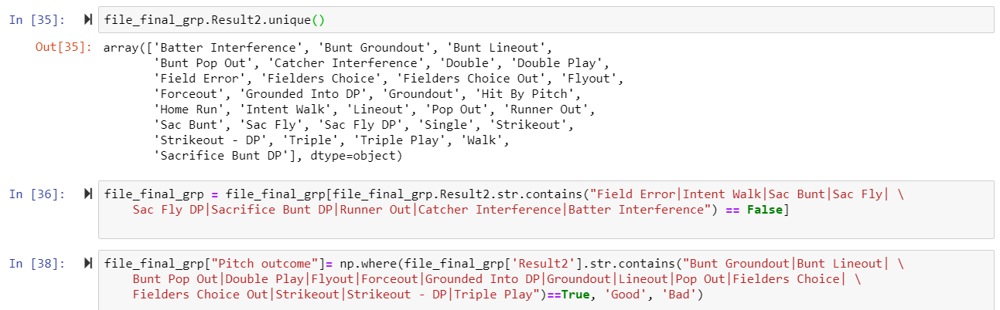 In [35]: file_final_grp.Result2.unique()
Out[35]: array(['Batter Interference', 'Bunt Groundout', 'Bunt Lineout',
'Bunt Pop Out', 'Catcher Interference', 'Double', 'Double Play',
'Field Error', 'Fielders Choice', 'Fielders Choice Out', 'Flyout',
'Forceout', 'Grounded Into DP', 'Groundout', 'Hit By Pitch',
'Home Run', 'Intent Walk', 'Lineout', 'Pop Out', 'Runner Out',
'Sac Bunt', 'Sac Fly', 'Sac Fly DP', 'Single', 'Strikeout',
'Strikeout - DP', 'Triple', 'Triple Play', 'Walk',
'Sacrifice Bunt DP'], dtype=object)
In [36]: file_final_grp = file_final_grp[file_final_grp.Result2.str.contains("Field Error|Intent Walk|Sac Bunt|Sac Fly| \
Sac Fly DP|Sacrifice Bunt DP|Runner Out|Catcher Interference|Batter Interference") == False]
In [38]: file_final_grp["Pitch outcome"]= np.where(file_final_grp['Result2'].str.contains("Bunt Groundout|Bunt Lineout| \
Bunt Pop Out|Double Play|Flyout|Forceout|Grounded Into DP|Groundout|Lineout|Pop Out|Fielders Choice| \
Fielders Choice Out|Strikeout|Strikeout - DP|Triple Play")==True, 'Good', 'Bad')